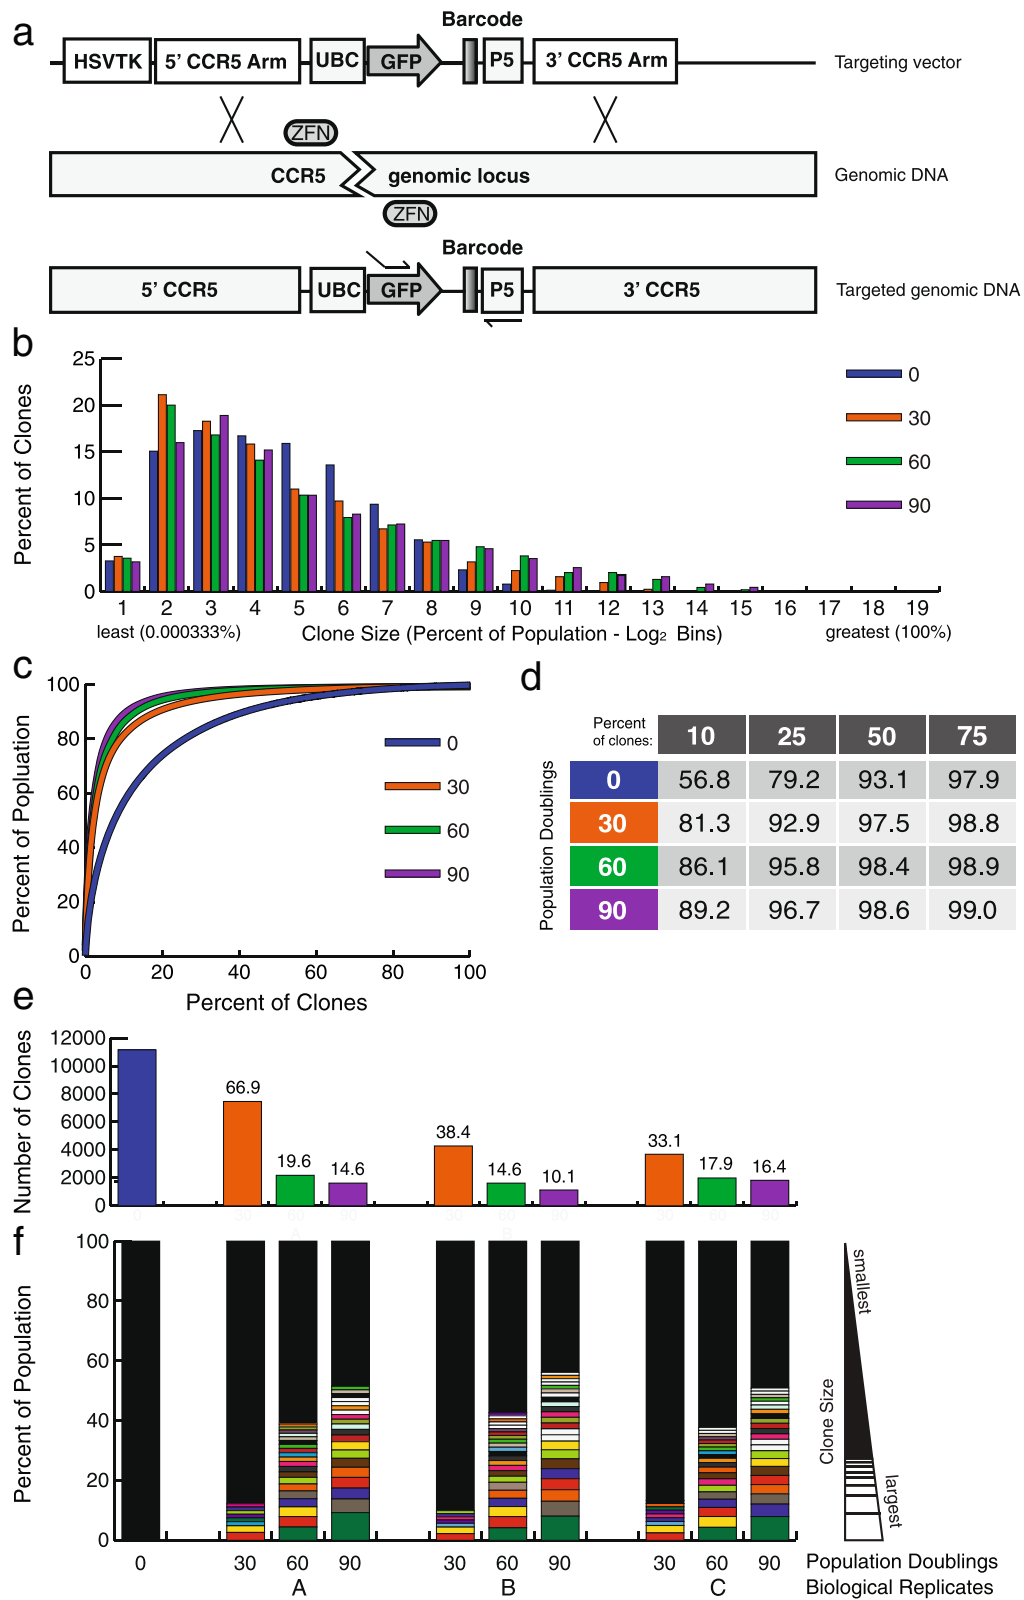 a
Barcode
HSVTK
5' CCR5 Arm
UBC
GFP
P5
3' CCR5 Arm
Targeting vector
ZFN
CCR5
genomic locus
Genomic DNA
ZFN
Barcode
5' CCR5
UBC
GFP
P5
3' CCR5
Targeted genomic DNA
b
Percent of Clones
25
20
15
10
5
0
0
30
60
90
1 2 3 4 5 6 7 8 9 10 11 12 13 14 15 16 17 18 19
least (0.000333%)
Clone Size (Percent of Population - Log2 Bins)
greatest (100%)
c
Percent of Popluation
100
80
60
40
20
0
0
30
60
90
0 20 40 60 80 100
Percent of Clones
d
Percent
of clones:
10 25 50 75
Population Doublings
0 56.8 79.2 93.1 97.9
30 81.3 92.9 97.5 98.8
60 86.1 95.8 98.4 98.9
90 89.2 96.7 98.6 99.0
e
Number of Clones
12000
10000
8000
6000
4000
2000
0
66.9
19.6
14.6
38.4
14.6
10.1
33.1
17.9
16.4
f
Percent of Population
100
80
60
40
20
0
smallest
Clone Size
largest
0 30 60 90 30 60 90 30 60 90 Population Doublings
A B C Biological Replicates